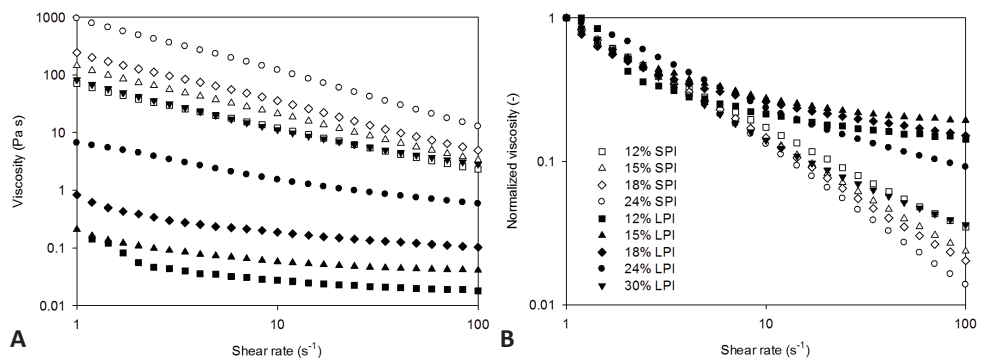 1000
100
10
1
0.1
0.01
Viscosity (Pa s)
1
10
100
Shear rate (s⁻¹)
A
1
0.1
0.01
Normalized viscosity (-)
12% SPI
15% SPI
18% SPI
24% SPI
12% LPI
15% LPI
18% LPI
24% LPI
30% LPI
1
10
100
Shear rate (s⁻¹)
B